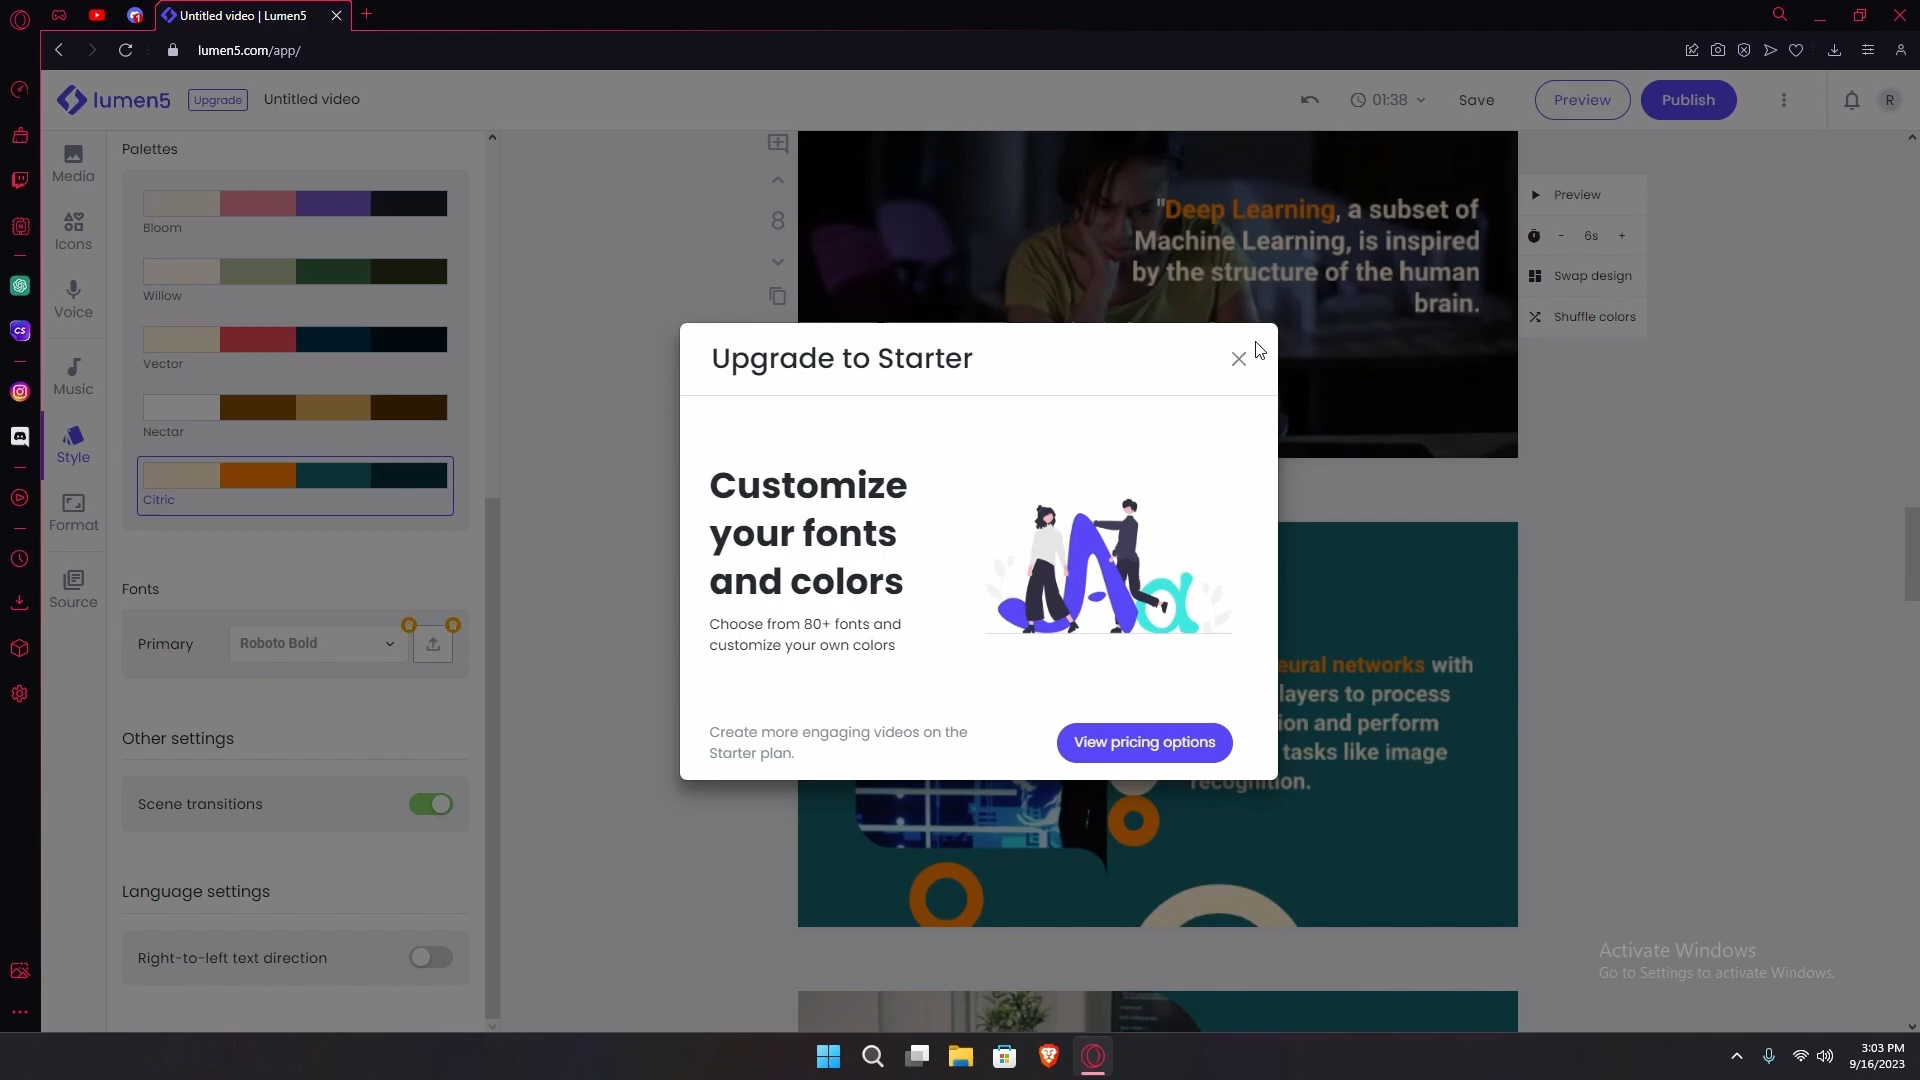 Untitled video | Lumen5
lumen5.com/app/
lumen5
Upgrade
Untitled video
01:38
Save
Preview
Publish
R
Media
Icons
Voice
Music
Style
Format
Source
Palettes
Bloom
Willow
Vector
Nectar
Citric
Fonts
Primary
Roboto Bold
Other settings
Scene transitions
Language settings
Right-to-left text direction
8
"Deep Learning, a subset of
Machine Learning, is inspired
by the structure of the human
brain.
Preview
- 6s +
Swap design
Shuffle colors
Upgrade to Starter
Customize
your fonts
and colors
Choose from 80+ fonts and
customize your own colors
Create more engaging videos on the
Starter plan.
View pricing options
eural networks with
layers to process
ion and perform
tasks like image
recognition.
Activate Windows
Go to Settings to activate Windows.
CS
3:03 PM
9/16/2023